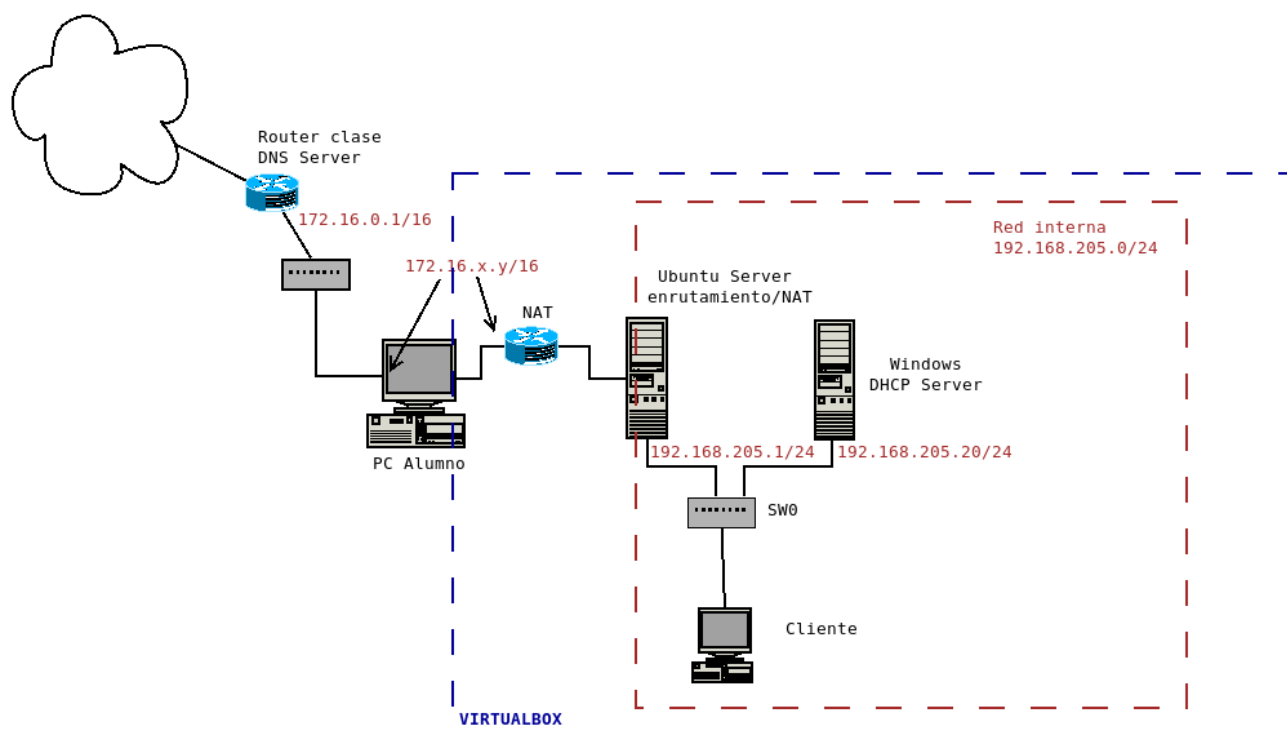 Router clase
DNS Server
172.16.0.1/16
Red interna
192.168.205.0/24
172.16.x.y/16
Ubuntu Server
enrutamiento/NAT
NAT
Windows
DHCP Server
192.168.205.1/24
192.168.205.20/24
PC Alumno
SW0
Cliente
VIRTUALBOX